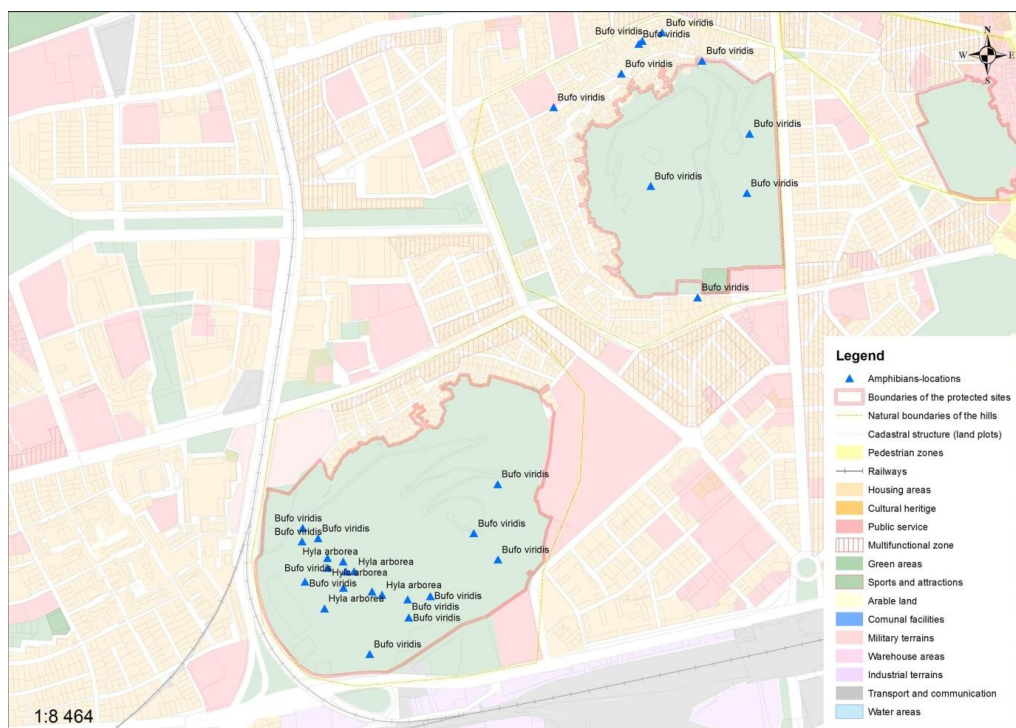 Bufo viridis
Bufo viridis
Bufo viridis
Bufo viridis
Bufo viridis
Bufo viridis
Bufo viridis
Bufo viridis
Bufo viridis
Bufo viridis
N
W
E
S
Bufo viridis
Bufo viridis
Bufo viridis
Bufo viridis
Bufo viridis
Bufo viridis
Hyla arborea
Bufo viridis
Hyla arborea
Hyla arborea
Bufo viridis
Hyla arborea
Hyla arborea
Bufo viridis
Bufo viridis
Bufo viridis
Bufo viridis
Legend
Amphibians-locations
Boundaries of the protected sites
Natural boundaries of the hills
Cadastral structure (land plots)
Pedestrian zones
Railways
Housing areas
Cultural heritige
Public service
Multifunctional zone
Green areas
Sports and attractions
Arable land
Comunal facilities
Military terrains
Warehouse areas
Industrial terrains
Transport and communication
Water areas
1:8 464